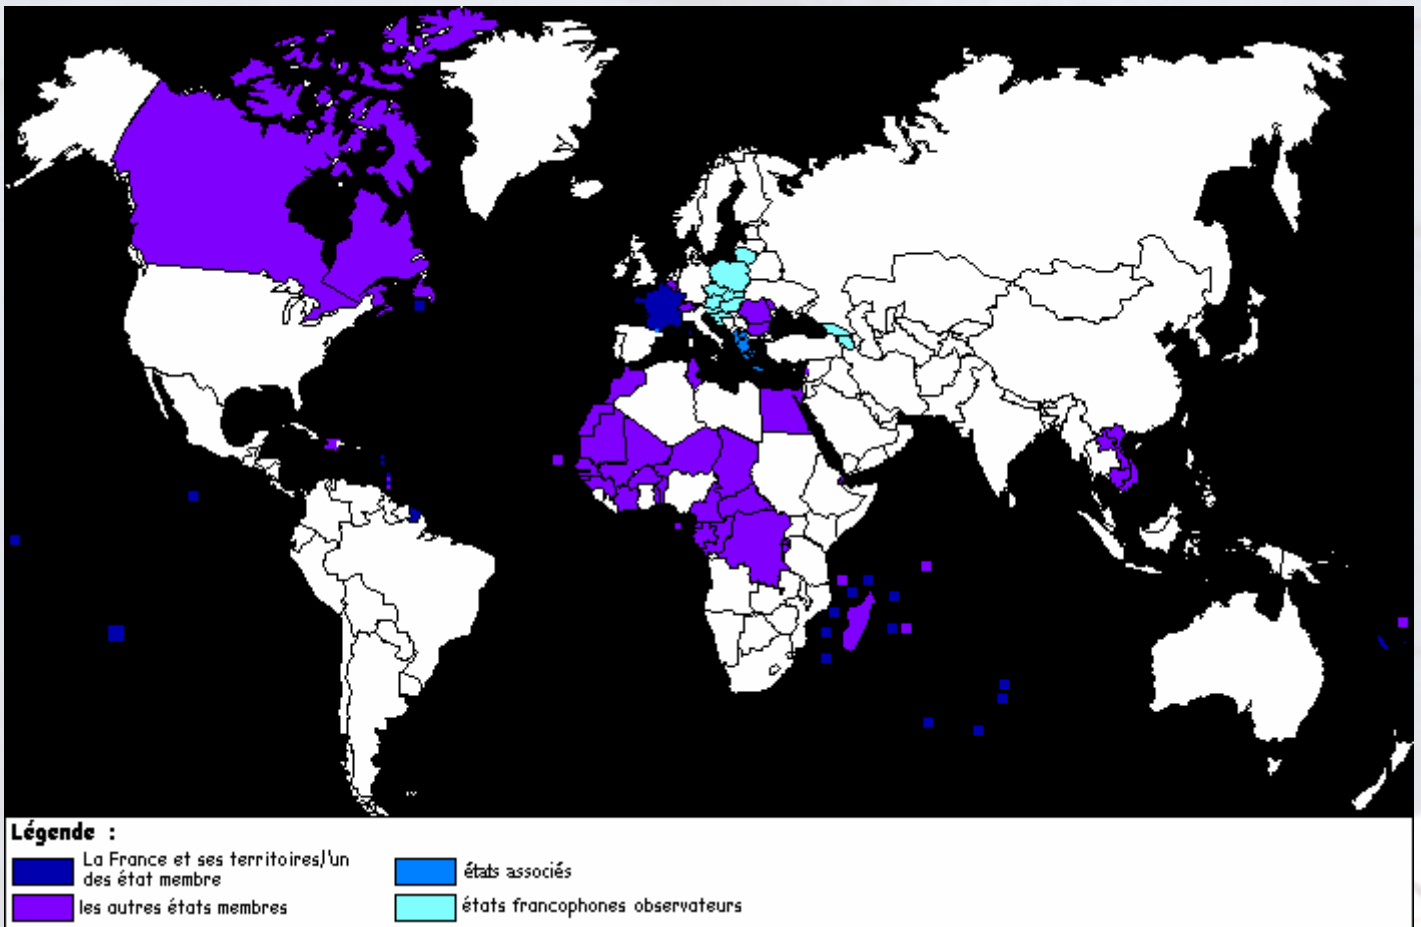 Légende :
La France et ses territoires/l'un
des état membre
les autres états membres
états associés
états francophones observateurs